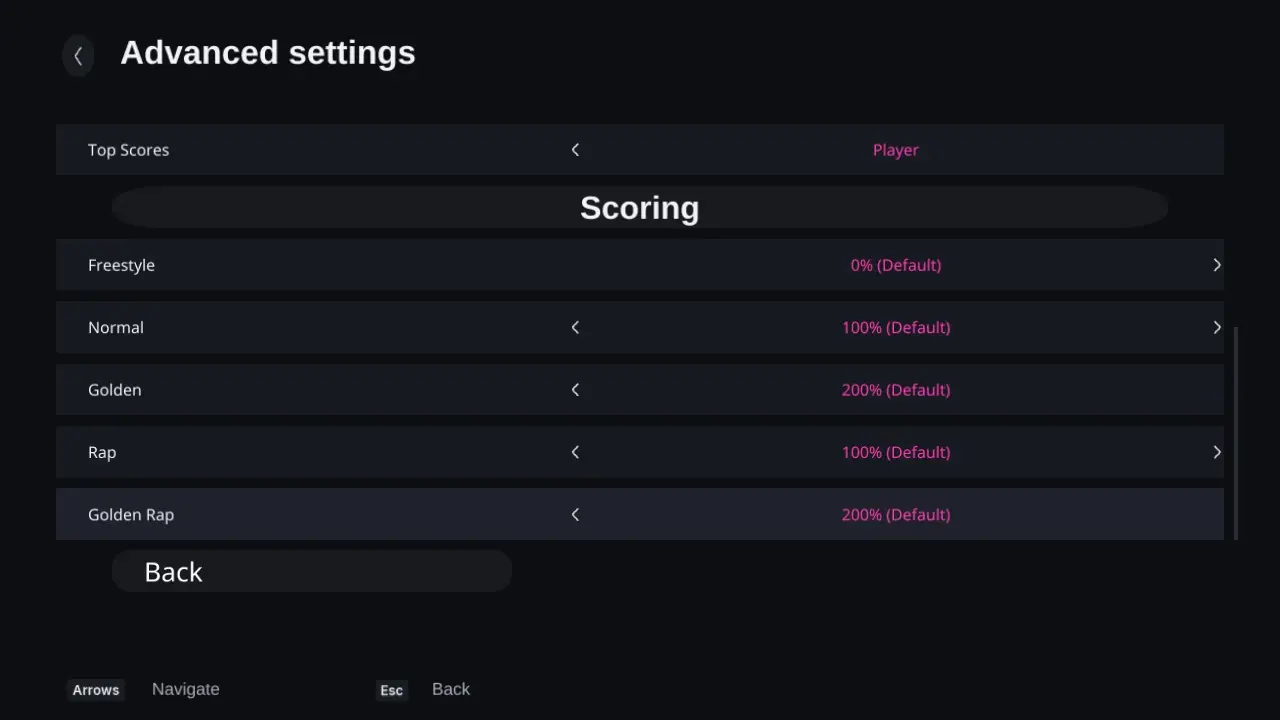 Advanced settings
Top Scores Player
Scoring
Freestyle 0% (Default)
Normal 100% (Default)
Golden 200% (Default)
Rap 100% (Default)
Golden Rap 200% (Default)
Back
Arrows Navigate Esc Back